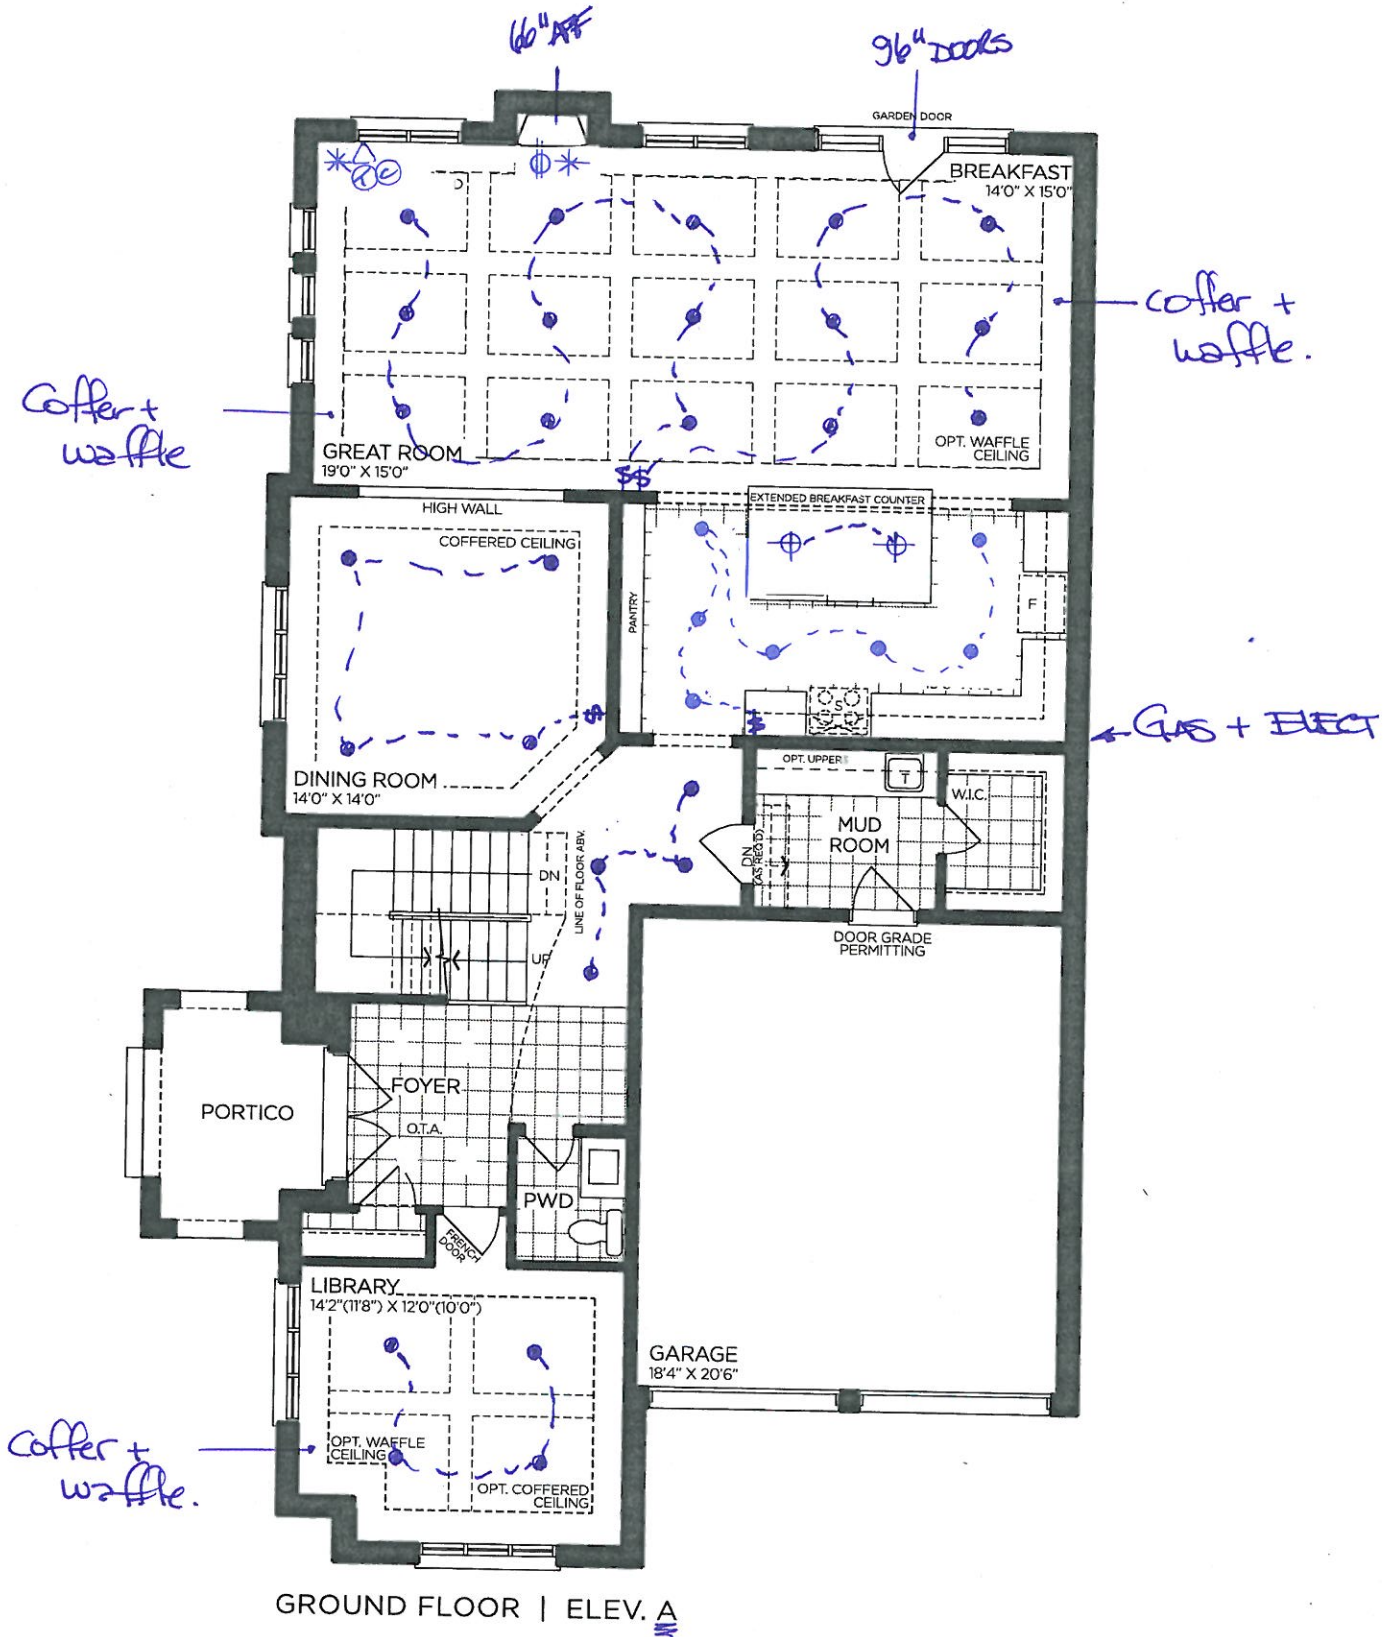 66" AFF
96" DOORS
GARDEN DOOR
BREAKFAST
14'0" X 15'0"
coffer +
waffle.
Coffer +
waffle
GREAT ROOM
19'0" X 15'0"
OPT. WAFFLE
CEILING
$$
HIGH WALL
COFFERED CEILING
EXTENDED BREAKFAST COUNTER
PANTRY
F
S
$
$
GAS + ELECT
DINING ROOM
14'0" X 14'0"
OPT. UPPERS
T
W.I.C.
MUD
ROOM
DN
(AS REQ'D)
LINE OF FLOOR ABV.
DN
UP
DOOR GRADE
PERMITTING
FOYER
O.T.A.
PORTICO
PWD
FRENCH
DOOR
LIBRARY
14'2"(11'8") X 12'0"(10'0")
GARAGE
18'4" X 20'6"
Coffer +
waffle.
OPT. WAFFLE
CEILING
OPT. COFFERED
CEILING
GROUND FLOOR | ELEV. A